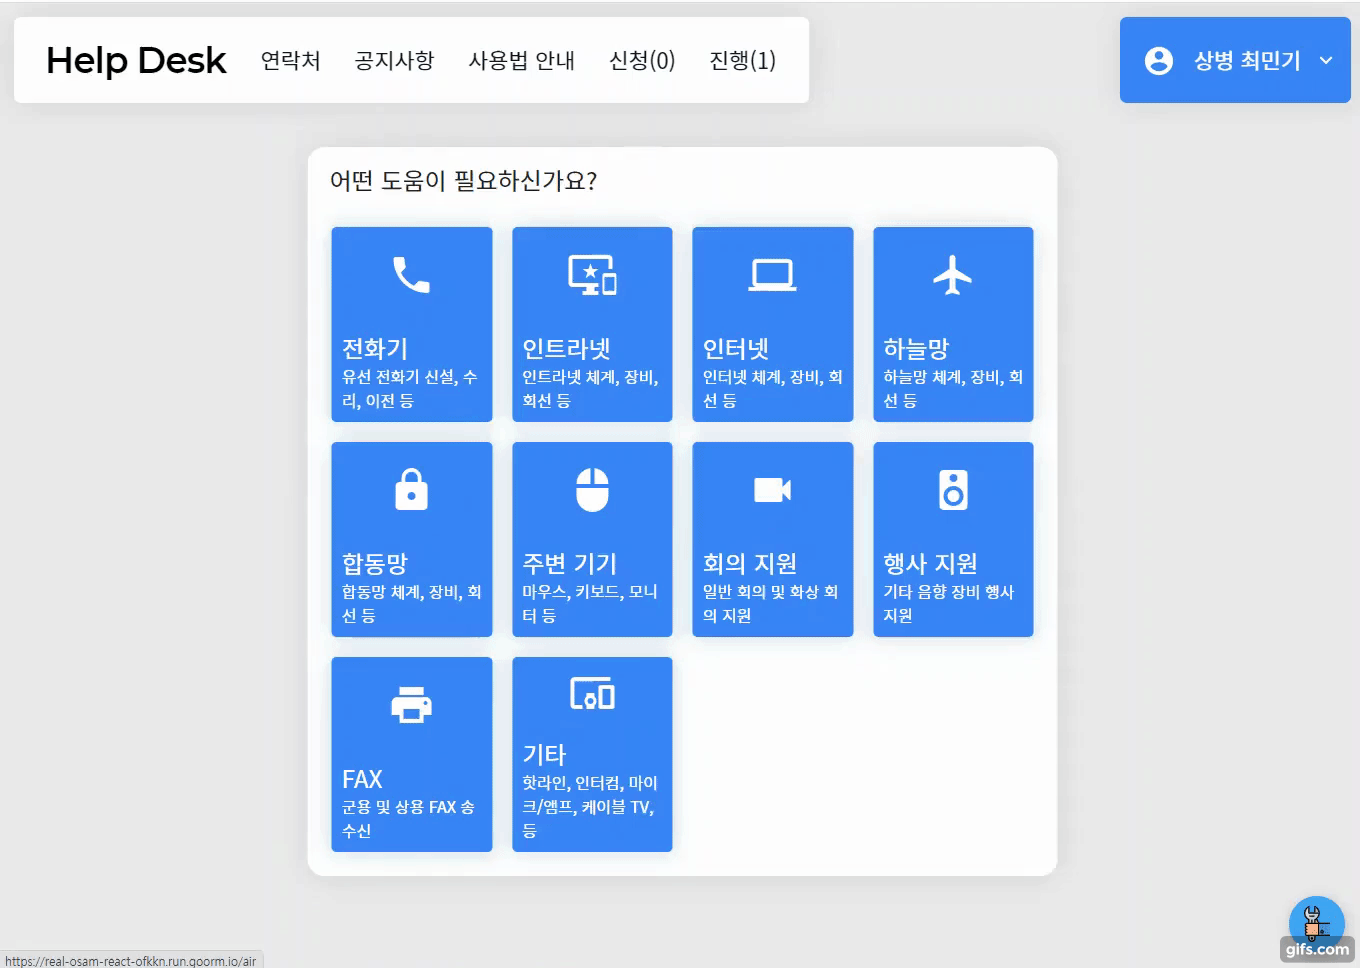 Help Desk 연락처 공지사항 사용법 안내 신청(0) 진행(1)
상병 최민기
어떤 도움이 필요하신가요?
전화기
유선 전화기 신설, 수
리, 이전 등
인트라넷
인트라넷 체계, 장비,
회선 등
인터넷
인터넷 체계, 장비, 회
선 등
하늘망
하늘망 체계, 장비, 회
선 등
합동망
합동망 체계, 장비, 회
선 등
주변 기기
마우스, 키보드, 모니
터 등
회의 지원
일반 회의 및 화상 회
의 지원
행사 지원
기타 음향 장비 행사
지원
FAX
군용 및 상용 FAX 송
수신
기타
핫라인, 인터컴, 마이
크/앰프, 케이블 TV,
등
gifs.com
https://real-osam-react-ofkkn.run.goorm.io/air